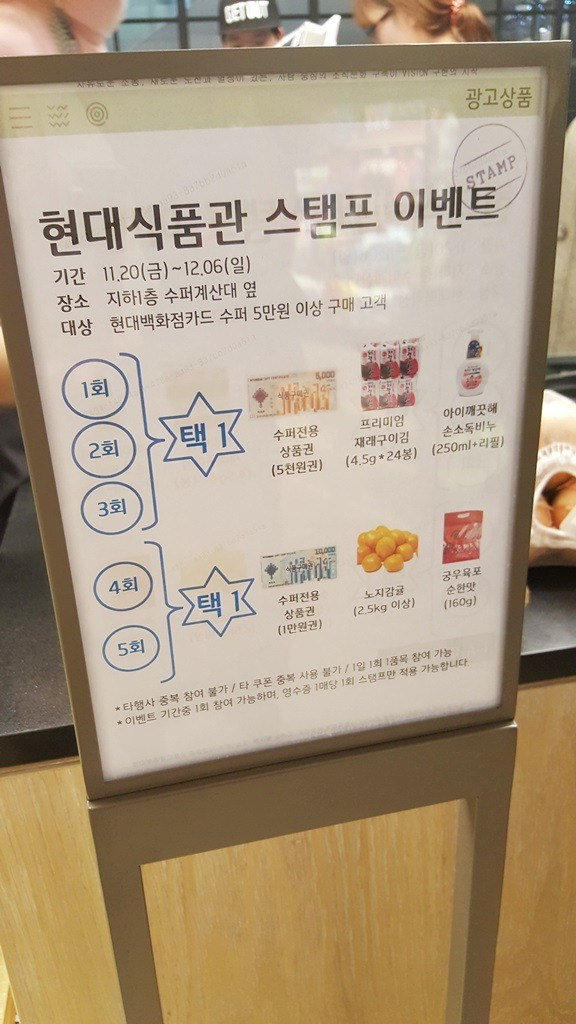 GET OUT
광고상품
STAMP
현대식품관 스탬프 이벤트
기간 11.20(금)~12.06(일)
장소 지하1층 수퍼계산대 옆
대상 현대백화점카드 수퍼 5만원 이상 구매 고객
1회
2회
3회
택 1
5,000
수퍼전용
상품권
(5천원권)
프리미엄
재래구이김
(4.5g*24봉)
아이깨끗해
손소독비누
(250ml+리필)
4회
5회
택 1
10,000
수퍼전용
상품권
(1만원권)
노지감귤
(2.5kg 이상)
궁우육포
순한맛
(160g)
*타행사 중복 참여 불가 / 타 쿠폰 중복 사용 불가 / 1일 1회 1품목 참여 가능
*이벤트 기간중 1회 참여 가능하며, 영수증 1매당 1회 스탬프만 적용 가능합니다.